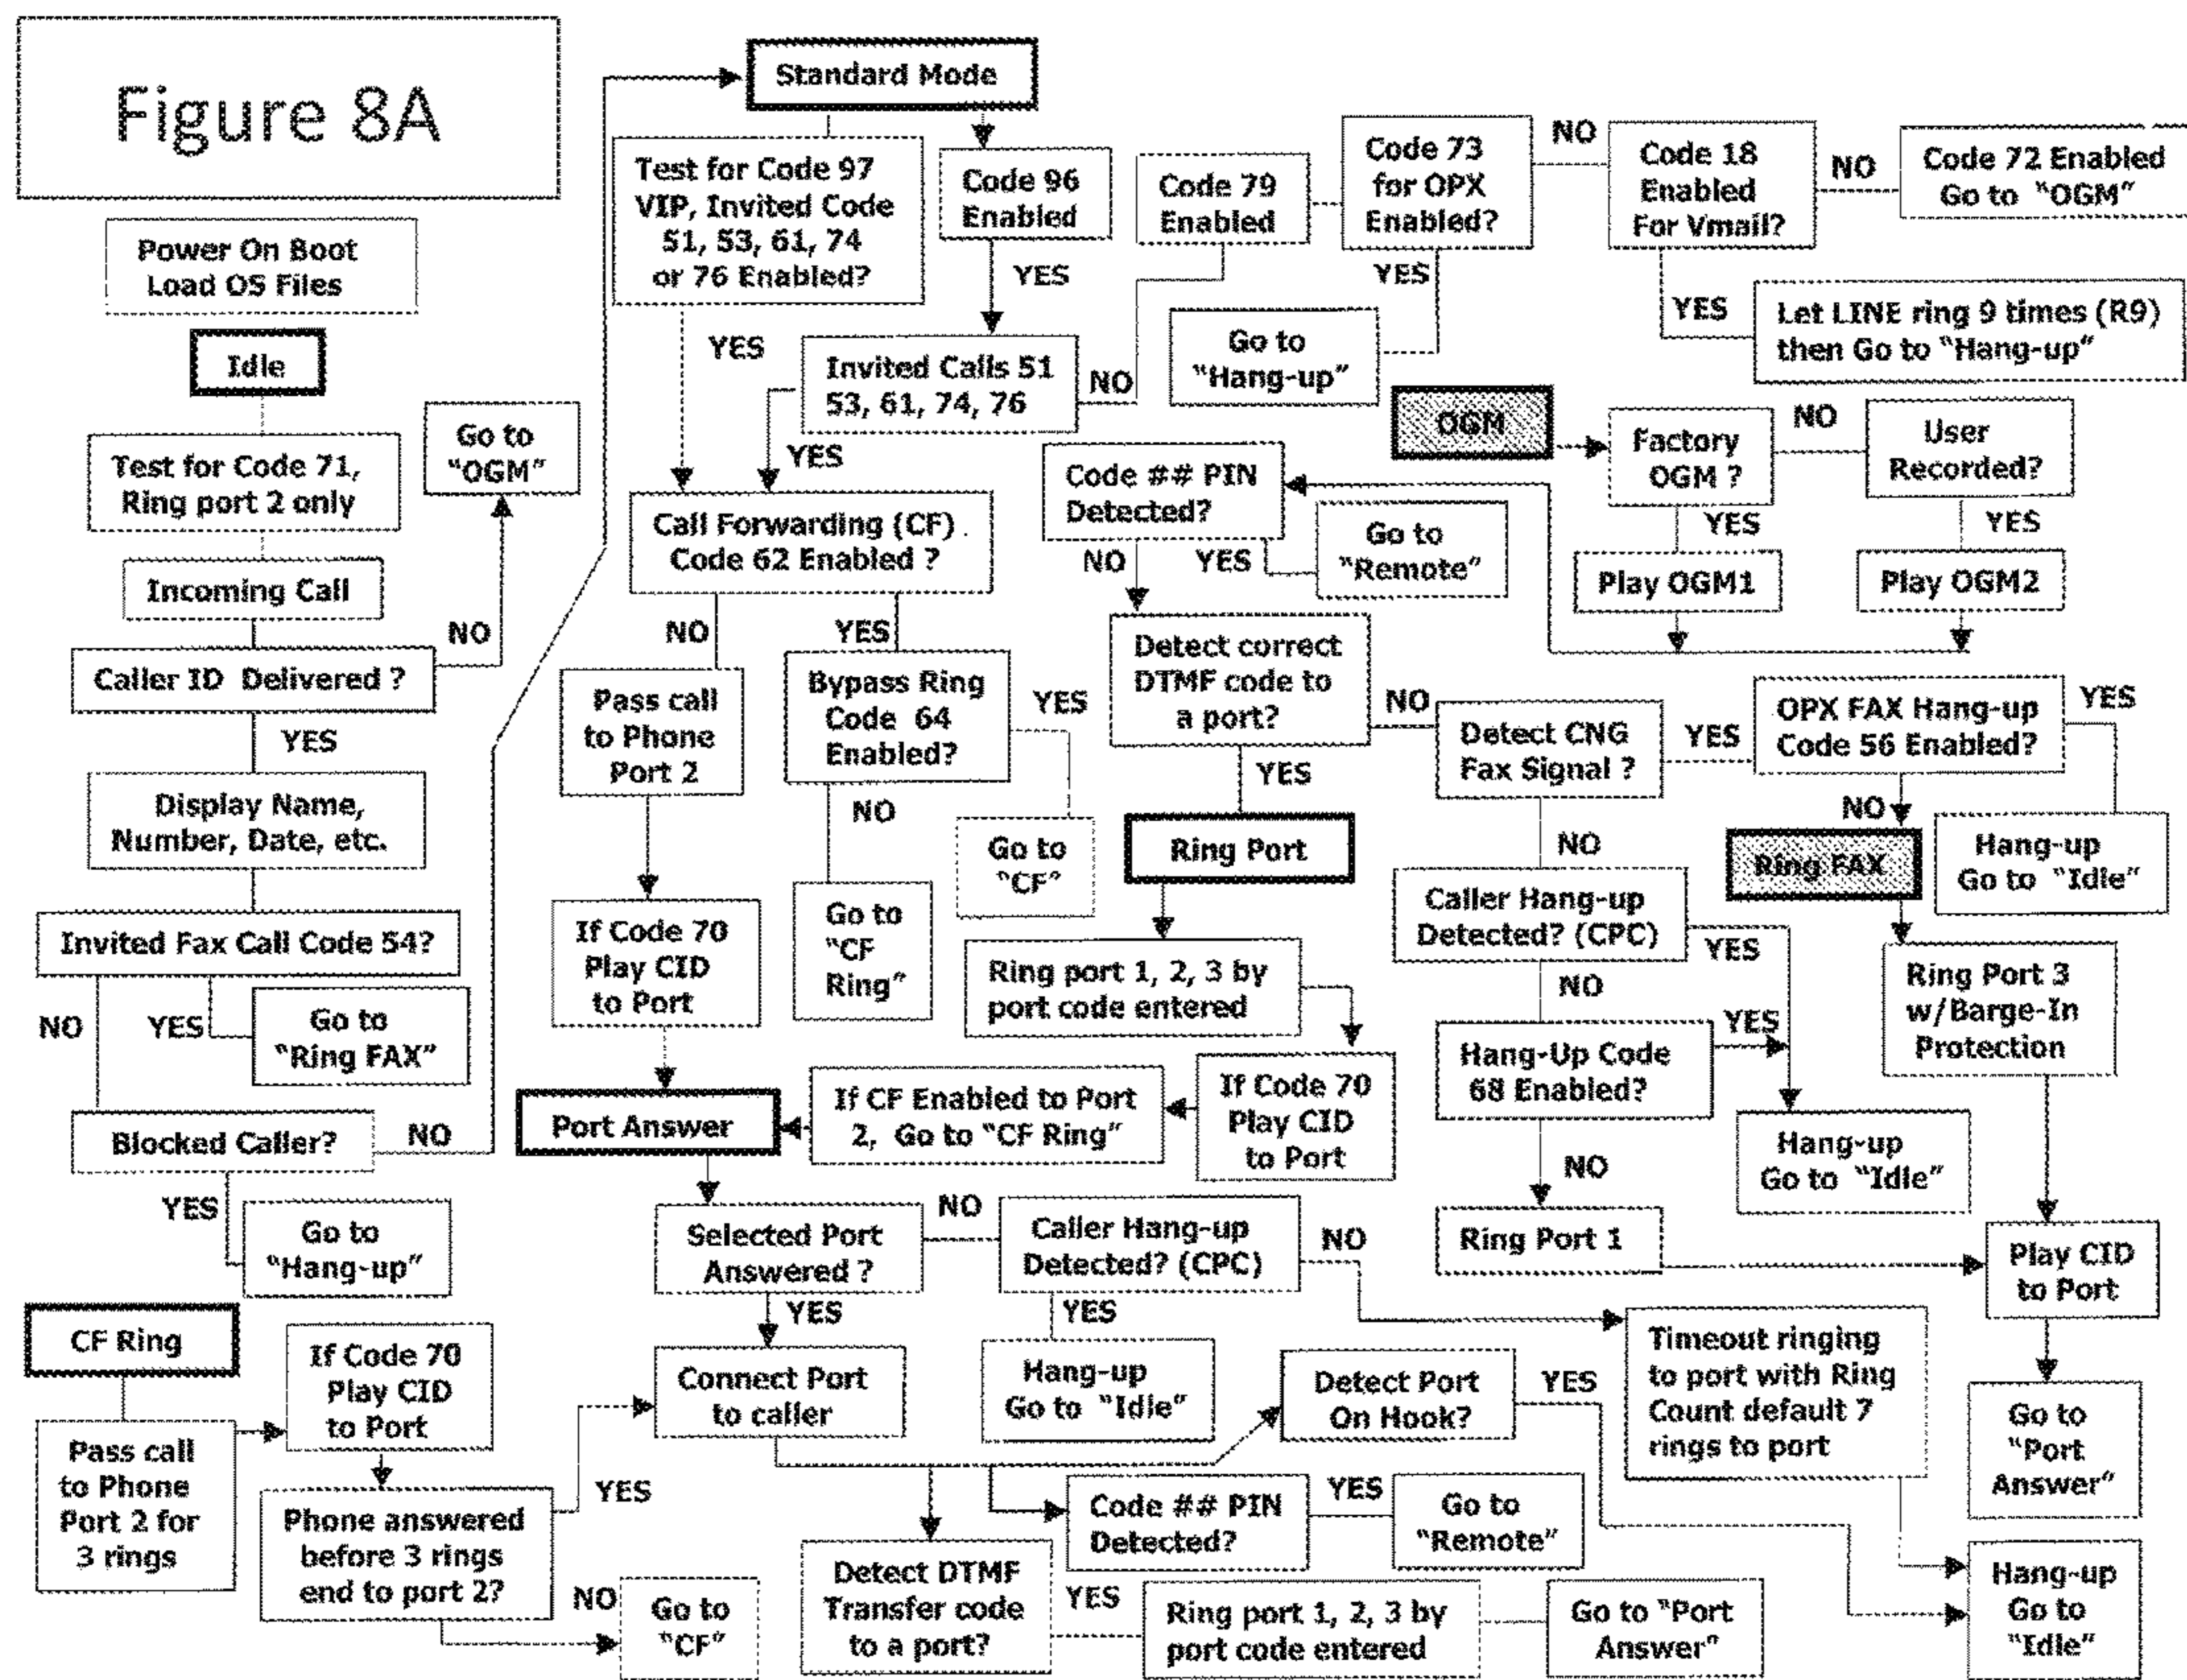 Figure 8A
Power On Boot
Load OS Files
Idle
Test for Code 71,
Ring port 2 only
Incoming Call
Caller ID Delivered ?
NO
Go to
"OGM"
YES
Display Name,
Number, Date, etc.
Invited Fax Call Code 54?
NO
YES
Go to
"Ring FAX"
Blocked Caller?
NO
YES
Go to
"Hang-up"
CF Ring
Pass call
to Phone
Port 2 for
3 rings
If Code 70
Play CID
to Port
Phone answered
before 3 rings
end to port 2?
YES
NO
Go to
"CF"
Standard Mode
Test for Code 97
VIP, Invited Code
51, 53, 61, 74
or 76 Enabled?
YES
Code 96
Enabled
YES
Invited Calls 51
53, 61, 74, 76
NO
YES
Code 79
Enabled
Code 73
for OPX
Enabled?
NO
YES
Go to
"Hang-up"
Code 18
Enabled
For Vmail?
NO
Code 72 Enabled
Go to "OGM"
YES
Let LINE ring 9 times (R9)
then Go to "Hang-up"
Call Forwarding (CF)
Code 62 Enabled ?
NO
YES
Pass call
to Phone
Port 2
If Code 70
Play CID
to Port
Bypass Ring
Code 64
Enabled?
YES
NO
Go to
"CF"
Go to
"CF
Ring"
OGM
Factory
OGM ?
NO
User
Recorded?
YES
YES
Play OGM1
Play OGM2
Code ## PIN
Detected?
NO
YES
Go to
"Remote"
Detect correct
DTMF code to
a port?
NO
YES
Ring Port
Ring port 1, 2, 3 by
port code entered
If Code 70
Play CID
to Port
If CF Enabled to Port
2, Go to "CF Ring"
Port Answer
Detect CNG
Fax Signal ?
YES
NO
OPX FAX Hang-up
Code 56 Enabled?
YES
NO
Hang-up
Go to "Idle"
Ring FAX
Ring Port 3
w/Barge-In
Protection
Caller Hang-up
Detected? (CPC)
YES
NO
Hang-Up Code
68 Enabled?
YES
NO
Hang-up
Go to "Idle"
Ring Port 1
Play CID
to Port
Go to
"Port
Answer"
Selected Port
Answered ?
NO
YES
Caller Hang-up
Detected? (CPC)
NO
YES
Hang-up
Go to "Idle"
Timeout ringing
to port with Ring
Count default 7
rings to port
Connect Port
to caller
Detect Port
On Hook?
YES
Code ## PIN
Detected?
YES
Go to
"Remote"
Detect DTMF
Transfer code
to a port?
YES
Ring port 1, 2, 3 by
port code entered
Go to "Port
Answer"
Hang-up
Go to
"Idle"